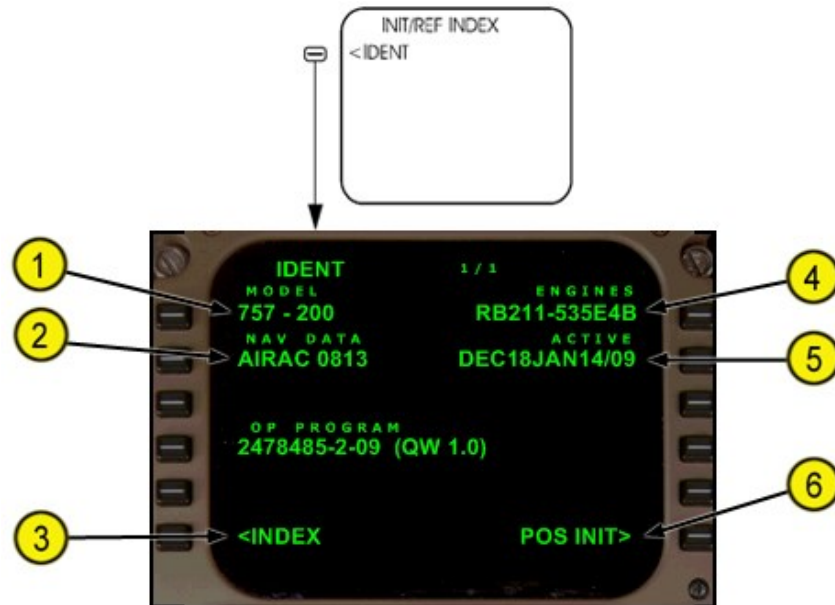 INIT/REF INDEX
<IDENT
IDENT 1/1
MODEL ENGINES
757 - 200 RB211-535E4B
NAV DATA ACTIVE
AIRAC 0813 DEC18JAN14/09
OP PROGRAM
2478485-2-09 (QW 1.0)
<INDEX POS INIT>
1
2
3
4
5
6